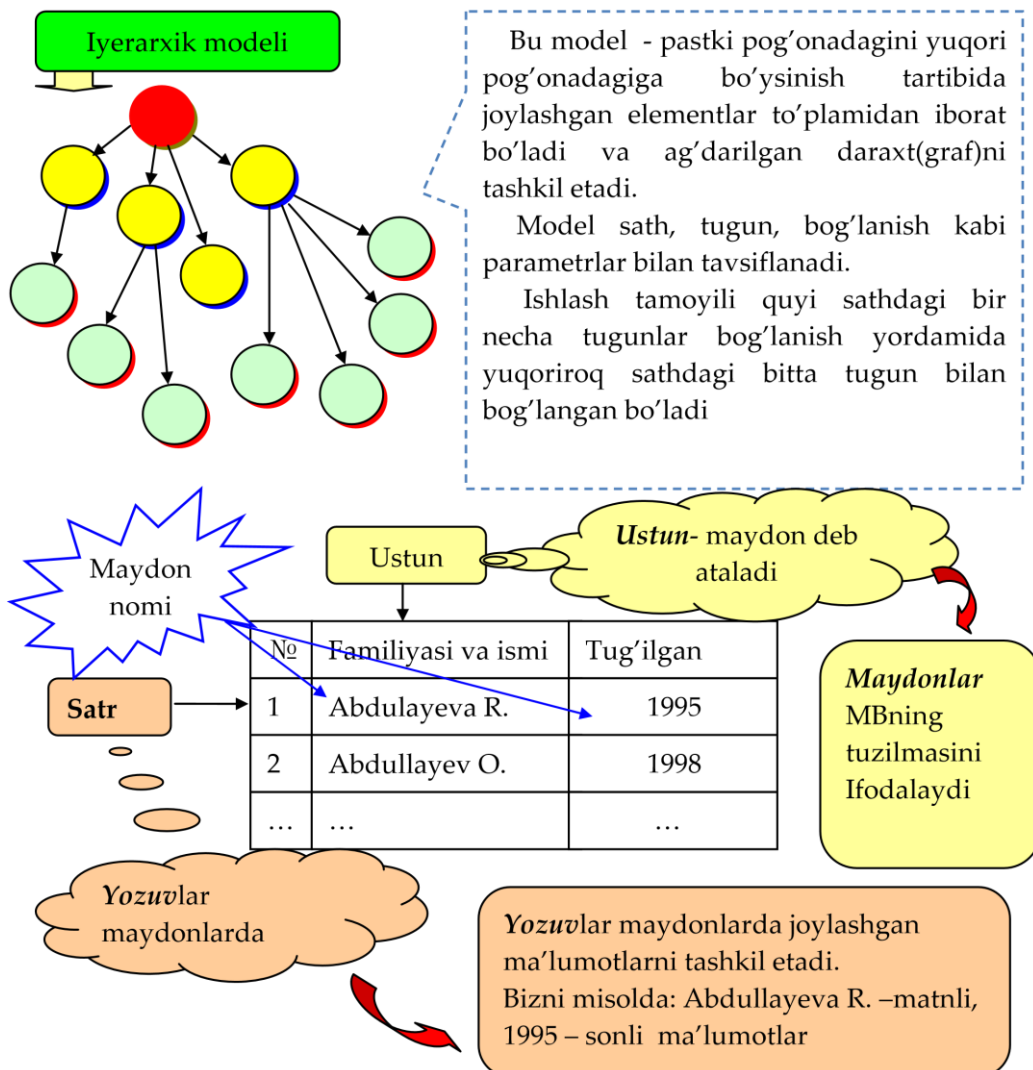 Iyerarxik modeli
Bu model - pastki pog’onadagini yuqori
pog’onadagiga bo’ysinish tartibida
joylashgan elementlar to’plamidan iborat
bo’ladi va ag’darilgan daraxt(graf)ni
tashkil etadi.
Model sath, tugun, bog’lanish kabi
parametrlar bilan tavsiflanadi.
Ishlash tamoyili quyi sathdagi bir
necha tugunlar bog’lanish yordamida
yuqoriroq sathdagi bitta tugun bilan
bog’langan bo’ladi
Maydon
nomi
Ustun
Ustun- maydon deb
ataladi
Maydonlar
MBning
tuzilmasini
Ifodalaydi
Satr
№ Familiyasi va ismi Tug’ilgan
1 Abdulayeva R. 1995
2 Abdullayev O. 1998
… … …
Yozuvlar
maydonlarda
Yozuvlar maydonlarda joylashgan
ma’lumotlarni tashkil etadi.
Bizni misolda: Abdullayeva R. –matnli,
1995 – sonli ma’lumotlar